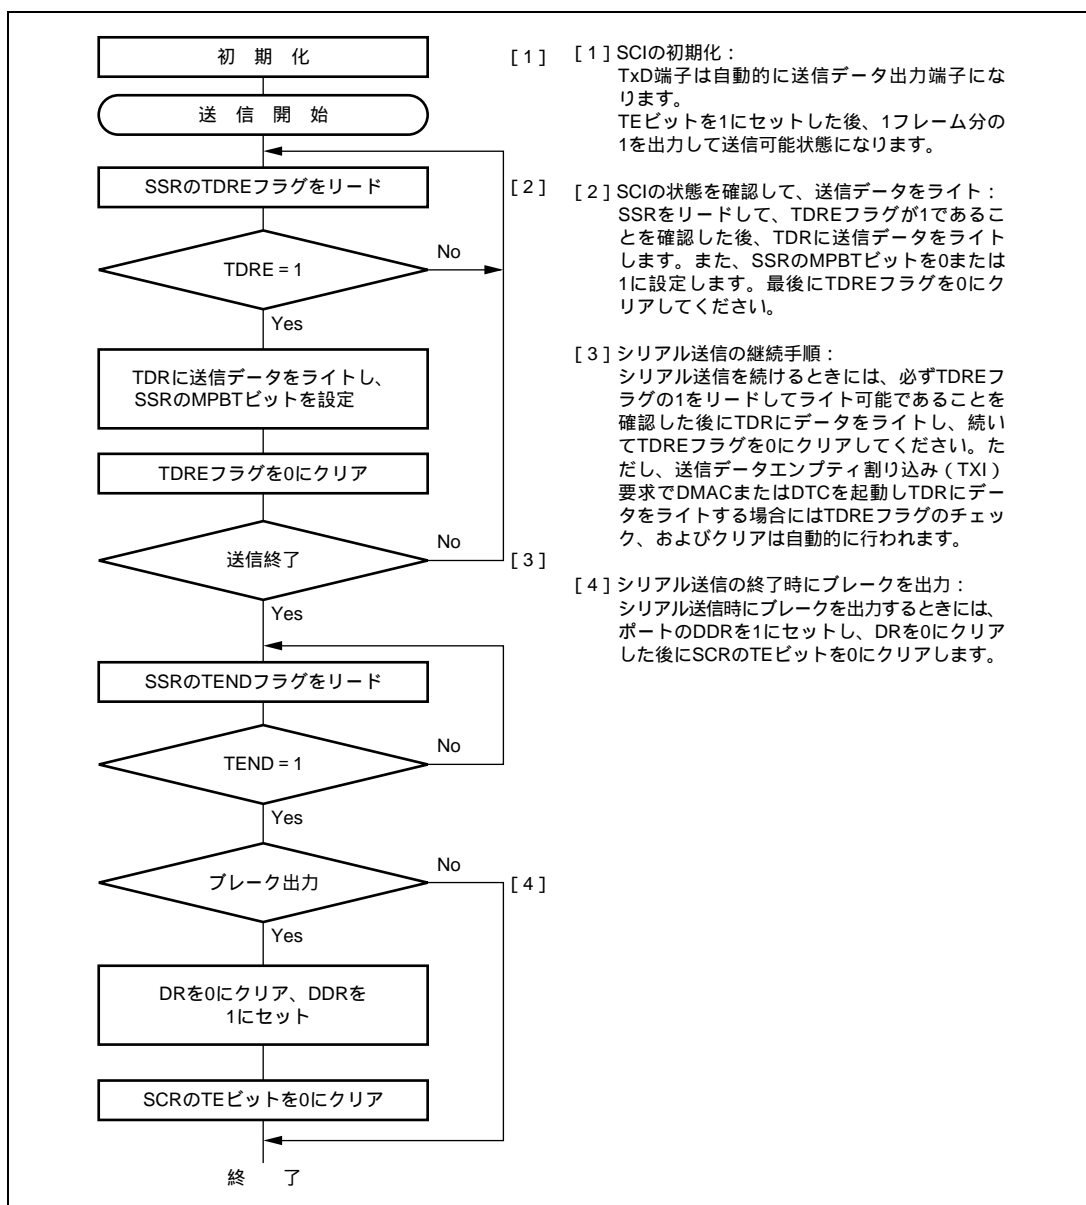 初 期 化
[ 1 ]
送 信 開 始
SSRのTDREフラグをリード
[ 2 ]
TDRE = 1
No
Yes
TDRに送信データをライトし、
SSRのMPBTビットを設定
TDREフラグを0にクリア
送信終了
No
[ 3 ]
Yes
SSRのTENDフラグをリード
TEND = 1
No
Yes
ブレーク出力
No
[ 4 ]
Yes
DRを0にクリア、DDRを
1にセット
SCRのTEビットを0にクリア
終 了
[ 1 ] SCIの初期化：
TxD端子は自動的に送信データ出力端子にな
ります。
TEビットを1にセットした後、1フレーム分の
1を出力して送信可能状態になります。
[ 2 ] SCIの状態を確認して、送信データをライト：
SSRをリードして、TDREフラグが1であるこ
とを確認した後、TDRに送信データをライト
します。また、SSRのMPBTビットを0または
1に設定します。最後にTDREフラグを0にク
リアしてください。
[ 3 ] シリアル送信の継続手順：
シリアル送信を続けるときには、必ずTDREフ
ラグの1をリードしてライト可能であることを
確認した後にTDRにデータをライトし、続い
てTDREフラグを0にクリアしてください。た
だし、送信データエンプティ割り込み（TXI）
要求でDMACまたはDTCを起動しTDRにデー
タをライトする場合にはTDREフラグのチェッ
ク、およびクリアは自動的に行われます。
[ 4 ] シリアル送信の終了時にブレークを出力：
シリアル送信時にブレークを出力するときには、
ポートのDDRを1にセットし、DRを0にクリア
した後にSCRのTEビットを0にクリアします。